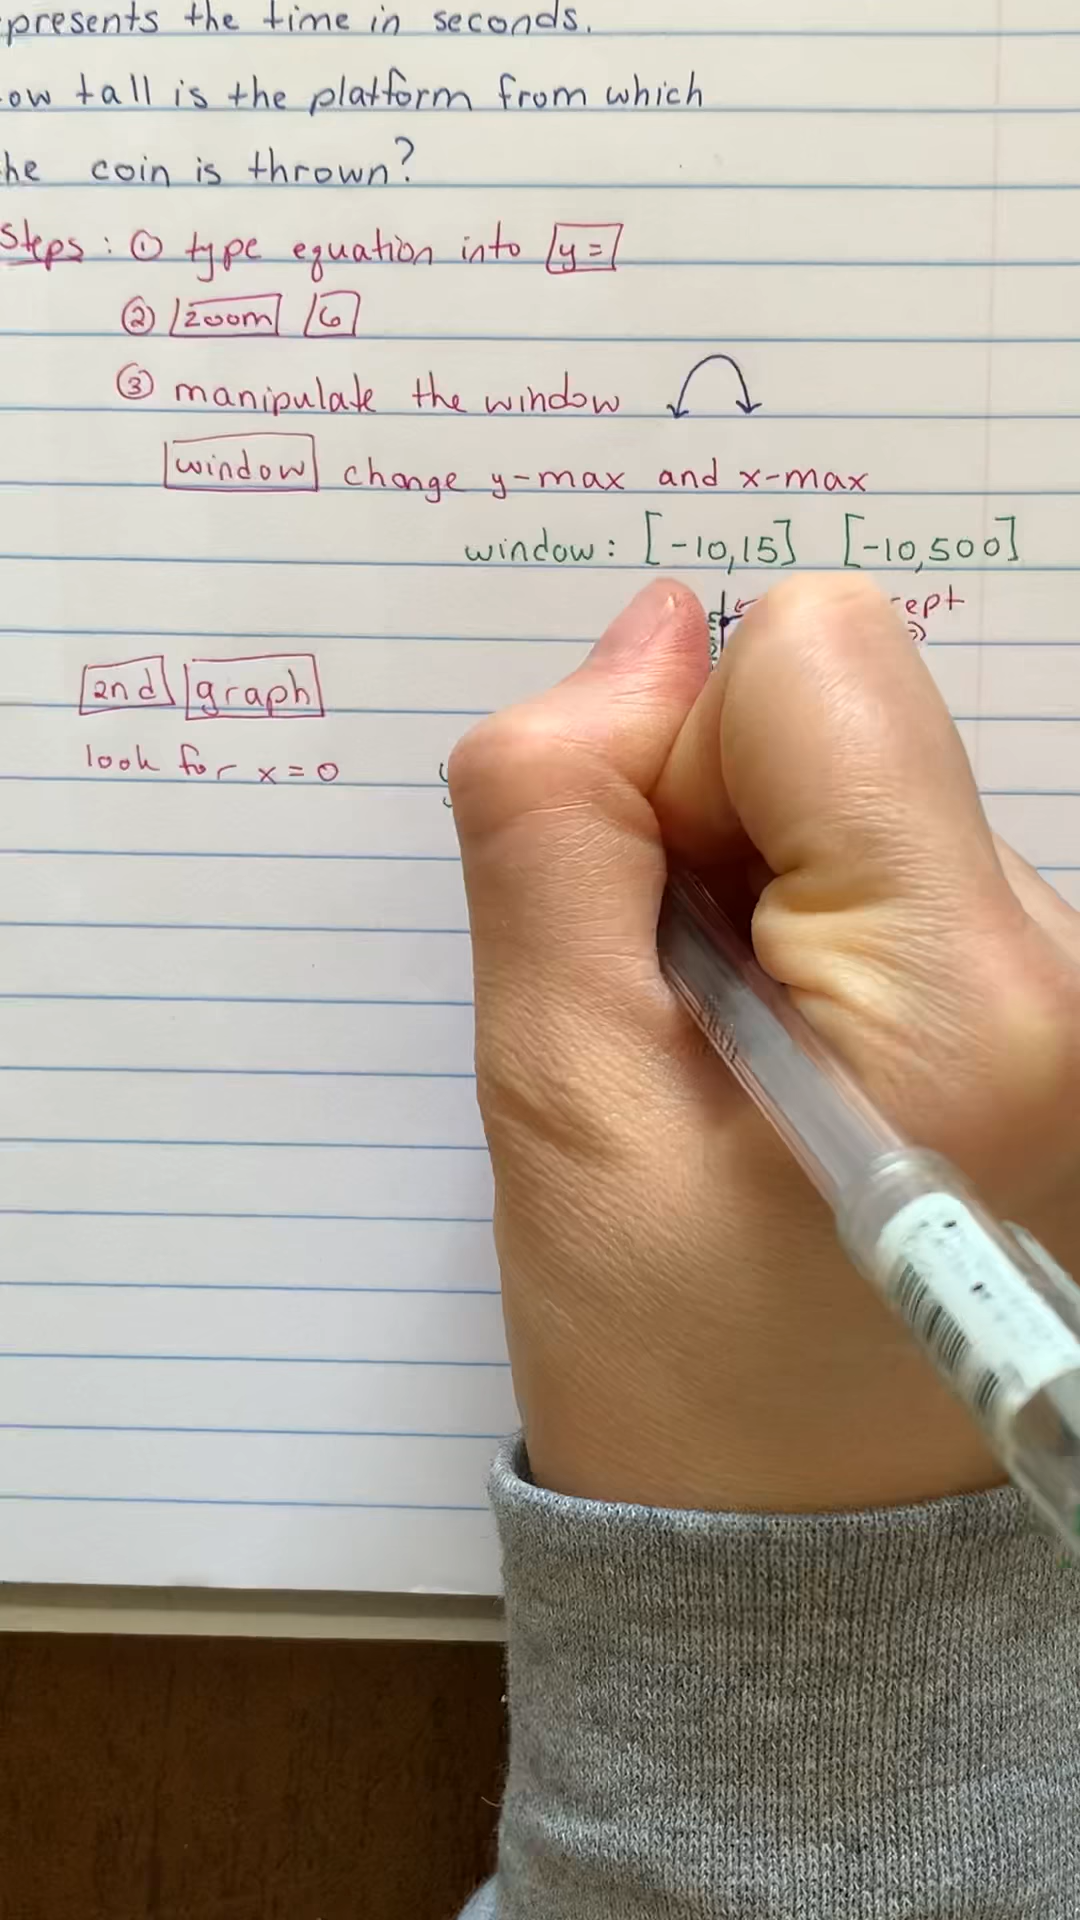 presents the time in seconds.
ow tall is the platform from which
he coin is thrown?
Steps: ① type equation into y=
② zoom 6
③ manipulate the window
window change y-max and x-max
window: [-10,15] [-10,500]
ept
2nd graph
look for x=0